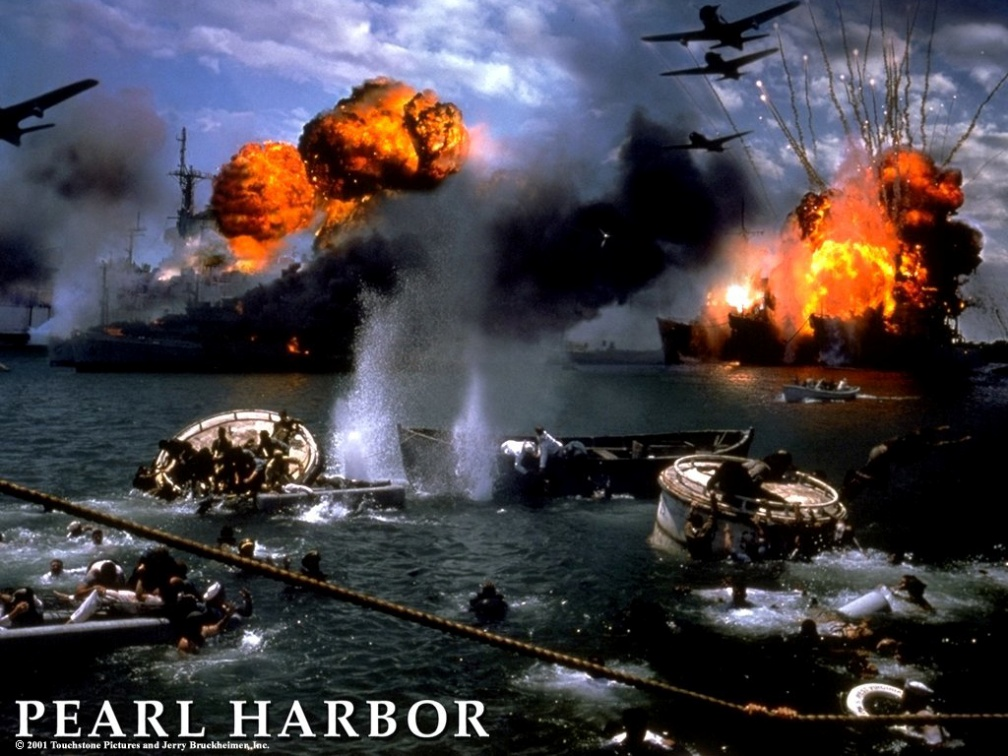 PEARL HARBOR
© 2001 Touchstone Pictures and Jerry Bruckheimer, Inc.